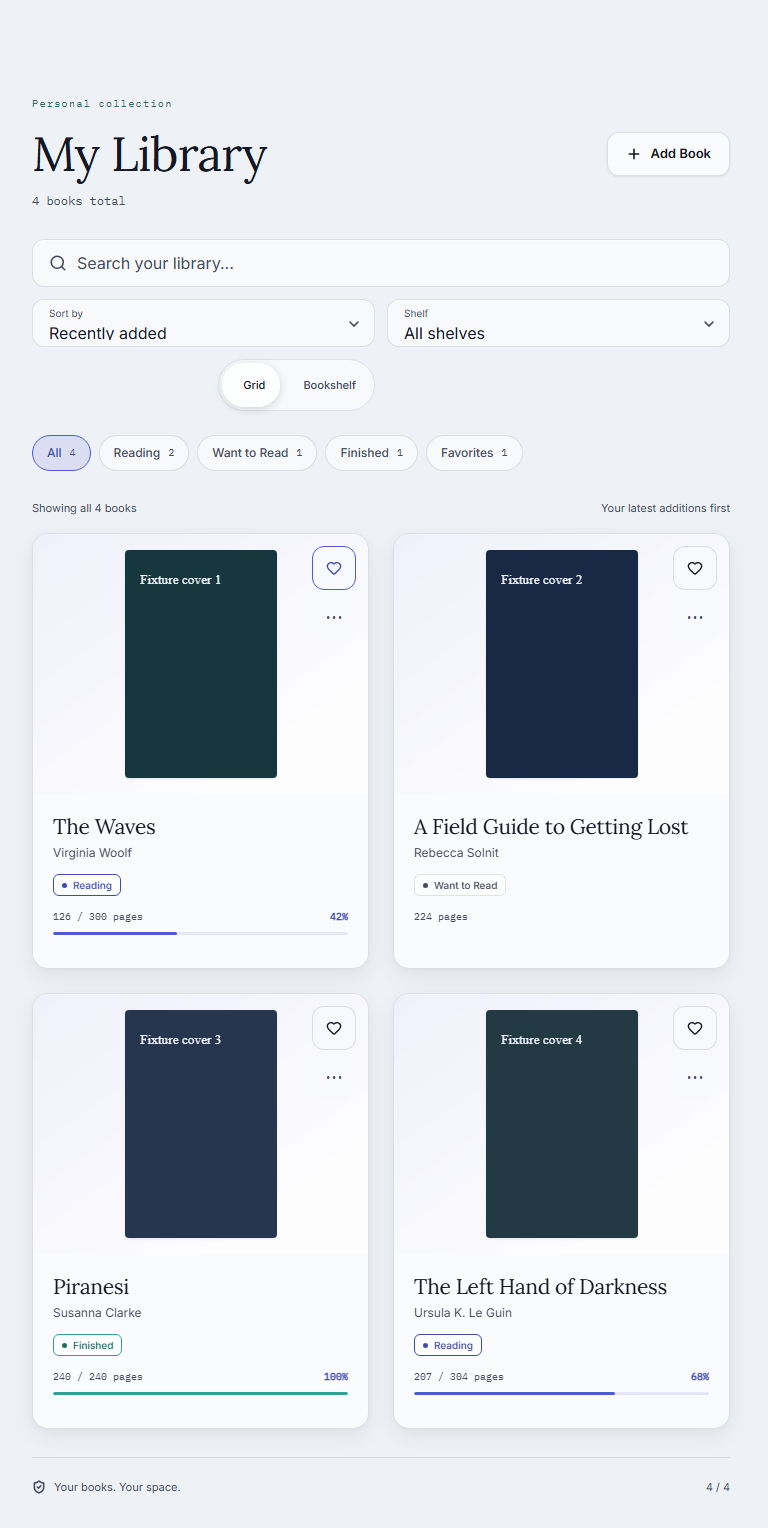 Personal collection
My Library
Add Book
4 books total
Search your library...
Sort by
Recently added
Shelf
All shelves
Grid Bookshelf
All 4 Reading 2 Want to Read 1 Finished 1 Favorites 1
Showing all 4 books
Your latest additions first
Fixture cover 1
The Waves
Virginia Woolf
Reading
126 / 300 pages 42%
Fixture cover 2
A Field Guide to Getting Lost
Rebecca Solnit
Want to Read
224 pages
Fixture cover 3
Piranesi
Susanna Clarke
Finished
240 / 240 pages 100%
Fixture cover 4
The Left Hand of Darkness
Ursula K. Le Guin
Reading
207 / 304 pages 68%
Your books. Your space.
4 / 4